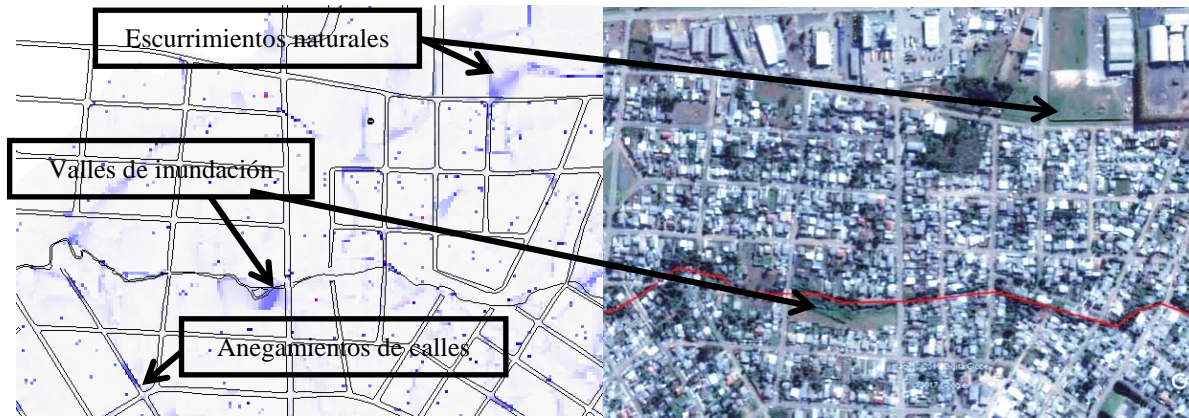 Escurrimientos naturales
Valles de inundación
Anegamientos de calles